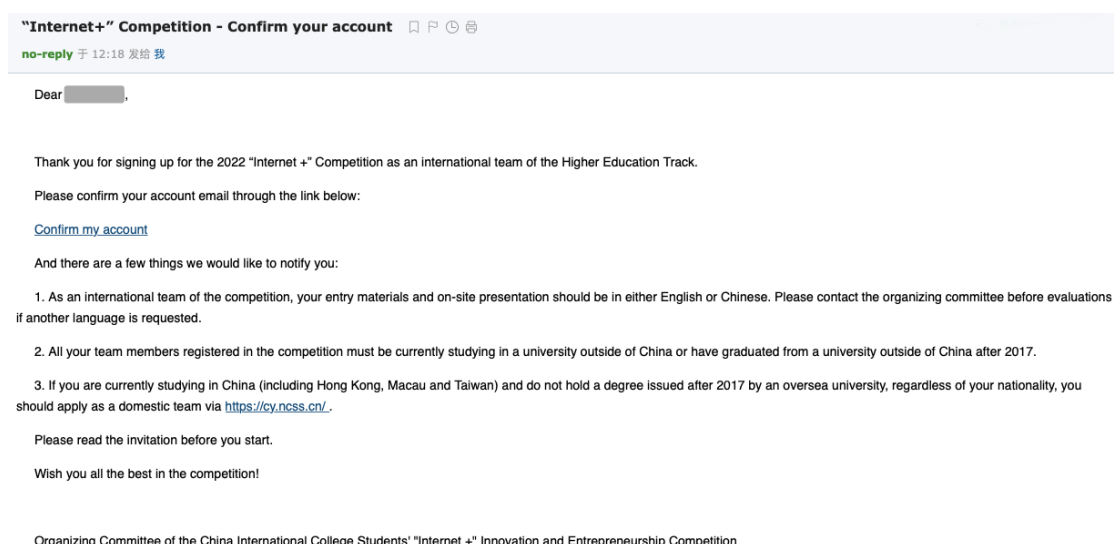 “Internet+” Competition - Confirm your account
no-reply 于 12:18 发给 我
Dear ,
Thank you for signing up for the 2022 “Internet +” Competition as an international team of the Higher Education Track.
Please confirm your account email through the link below:
Confirm my account
And there are a few things we would like to notify you:
1. As an international team of the competition, your entry materials and on-site presentation should be in either English or Chinese. Please contact the organizing committee before evaluations
if another language is requested.
2. All your team members registered in the competition must be currently studying in a university outside of China or have graduated from a university outside of China after 2017.
3. If you are currently studying in China (including Hong Kong, Macau and Taiwan) and do not hold a degree issued after 2017 by an oversea university, regardless of your nationality, you
should apply as a domestic team via https://cy.ncss.cn/ .
Please read the invitation before you start.
Wish you all the best in the competition!
Organizing Committee of the China International College Students' "Internet +" Innovation and Entrepreneurship Competition